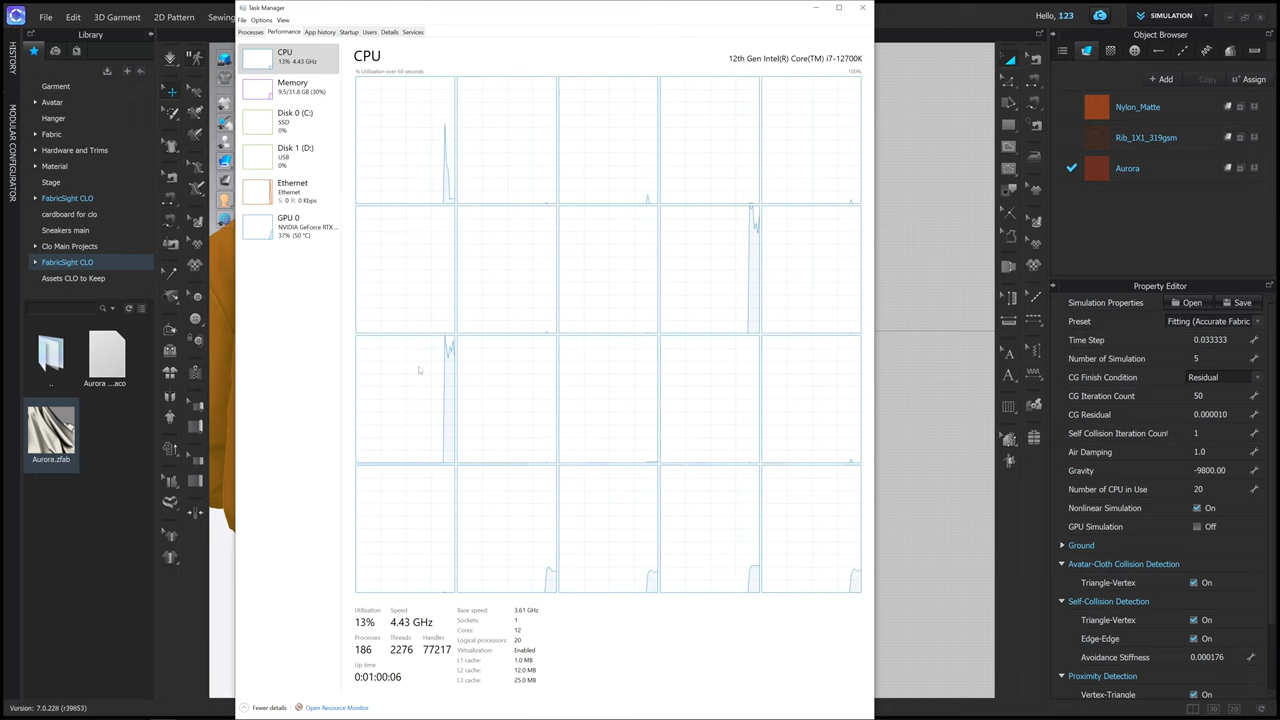 File Edit 3D Garment 2D Pattern Sewing
Library
HISTORY
MODULAR CONFIGURATOR
Garment
Avatar
Hanger
Fabric
Hardware and Trims
Material
Stage
FabricSight CLO
cardboard for clo
Sneakers main
Clo Main Projects
FabricSight CLO
Assets CLO to Keep
..
Aurora ...aco
Aurora.zfab
Version: 7.0.228 (r39853)
Task Manager
File Options View
Processes Performance App history Startup Users Details Services
CPU
13% 4.43 GHz
Memory
9.5/31.8 GB (30%)
Disk 0 (C:)
SSD
0%
Disk 1 (D:)
USB
0%
Ethernet
Ethernet
S: 0 R: 0 Kbps
GPU 0
NVIDIA GeForce RTX ...
37% (50 °C)
CPU
12th Gen Intel(R) Core(TM) i7-12700K
% Utilization over 60 seconds
100%
Utilization Speed
13% 4.43 GHz
Processes Threads Handles
186 2276 77217
Up time
0:01:00:06
Base speed: 3.61 GHz
Sockets: 1
Cores: 12
Logical processors: 20
Virtualization: Enabled
L1 cache: 1.0 MB
L2 cache: 12.0 MB
L3 cache: 25.0 MB
Fewer details
Open Resource Monitor
Hello, 123
SIMULATION
Object Browser
+ Add Copy Assign
Nylon_Matte
Rib_1X1_319gsm
Aurora
Property Editor
Simulation Properties Open Save
Preset Fitting (Accurate Fabric
Time Step 0.033333
Number of Simulation 5
CG Finish Condition Residual
CG Iteration Count 50
CG Residual 0.000010
Self Collision Iteration Count 1
Air Damping 1.0
Gravity -9800.00
Number of CPU in Use 20
Nonlinear Simulation On
GPU Simulation Off
Ground
Avatar-Cloth Collision Detection
Triangle-Vertex On
Self-Collision Detection
Triangle-Vertex On
Edge-Edge On
Avoidance Stiffness 0.000176
Proximity Detection
Vertex-Triangle On
3D
2D